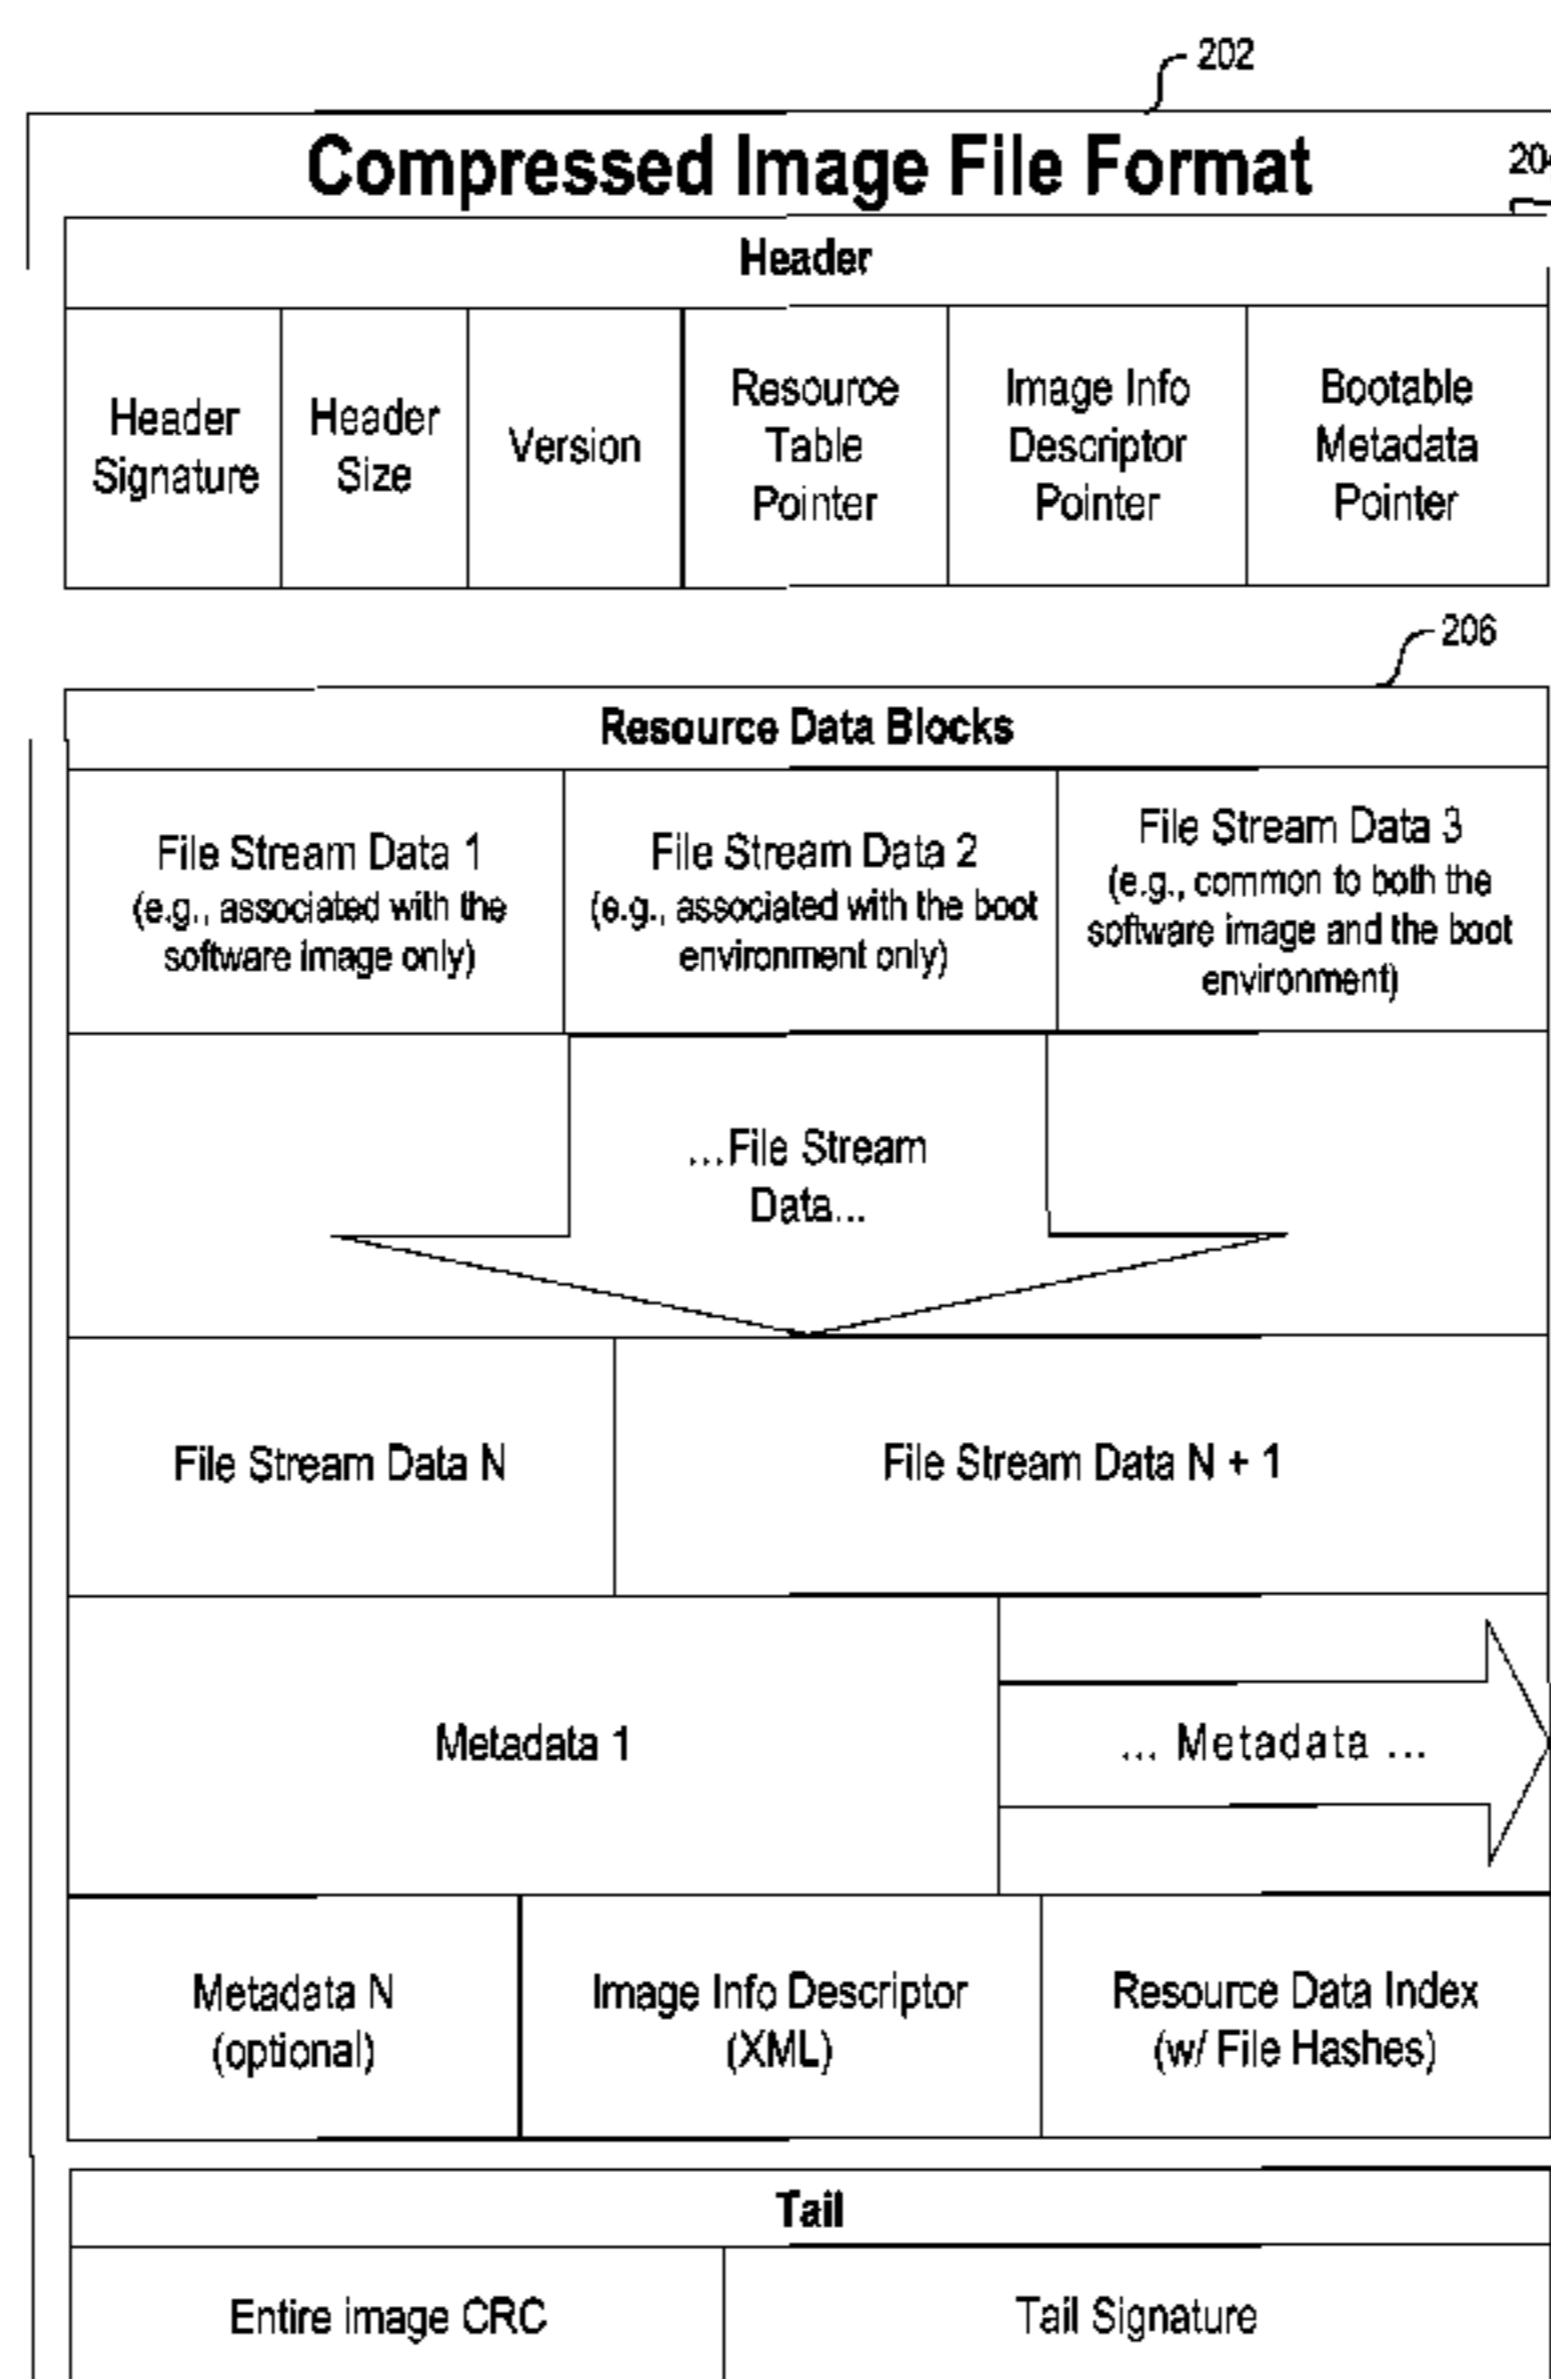 202
Compressed Image File Format
204
Header
Header
Signature
Header
Size
Version
Resource
Table
Pointer
Image Info
Descriptor
Pointer
Bootable
Metadata
Pointer
206
Resource Data Blocks
File Stream Data 1
(e.g., associated with the
software image only)
File Stream Data 2
(e.g., associated with the boot
environment only)
File Stream Data 3
(e.g., common to both the
software image and the boot
environment)
...File Stream
Data...
File Stream Data N
File Stream Data N + 1
Metadata 1
... Metadata ...
Metadata N
(optional)
Image Info Descriptor
(XML)
Resource Data Index
(w/ File Hashes)
Tail
Entire image CRC
Tail Signature